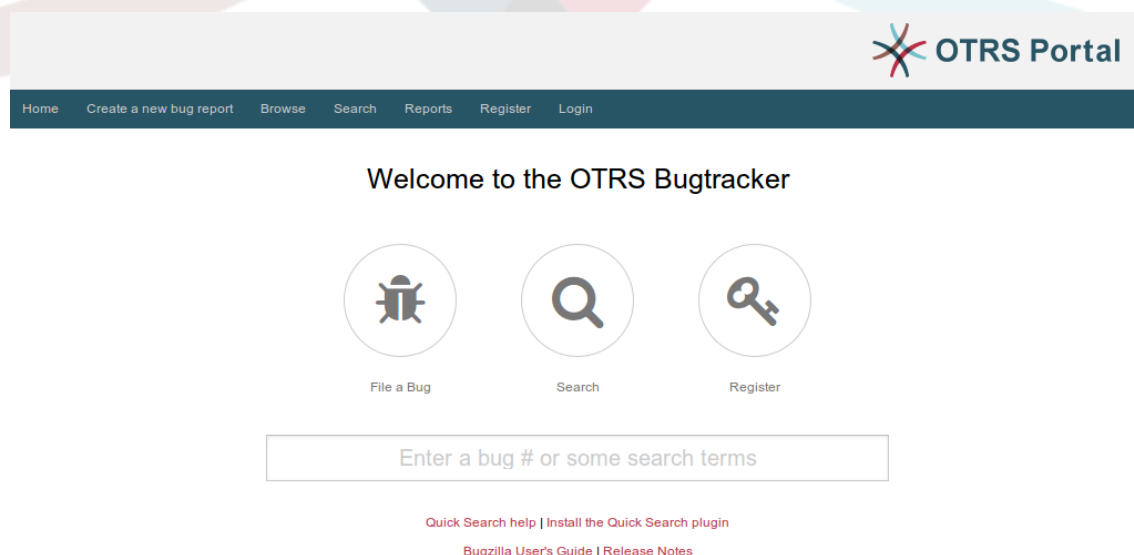 OTRS Portal
Home Create a new bug report Browse Search Reports Register Login
Welcome to the OTRS Bugtracker
File a Bug Search Register
Enter a bug # or some search terms
Quick Search help | Install the Quick Search plugin
Bugzilla User's Guide | Release Notes